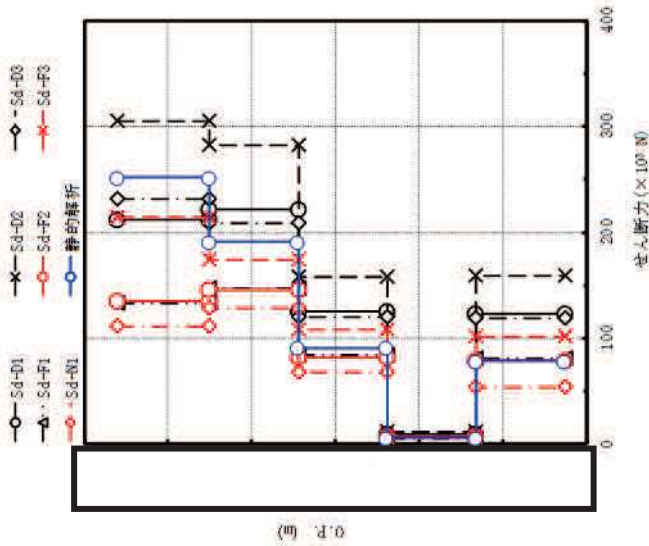 Sd-D1
Sd-D2
Sd-D3
Sd-F1
Sd-F2
Sd-F3
Sd-N1
静的解析
400
300
200
100
0
せん断力(×10³ N)
O.P. (m)